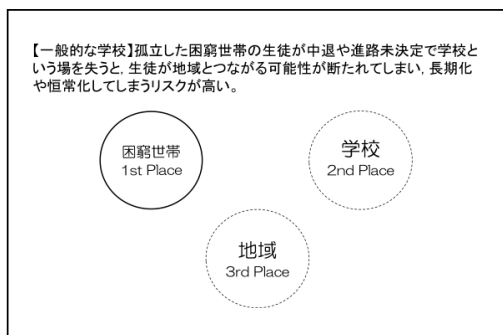 【一般的な学校】孤立した困窮世帯の生徒が中退や進路未決定で学校と
いう場を失うと，生徒が地域とつながる可能性が断たれてしまい，長期化
や恒常化してしまうリスクが高い。
困窮世帯
1st Place
学校
2nd Place
地域
3rd Place